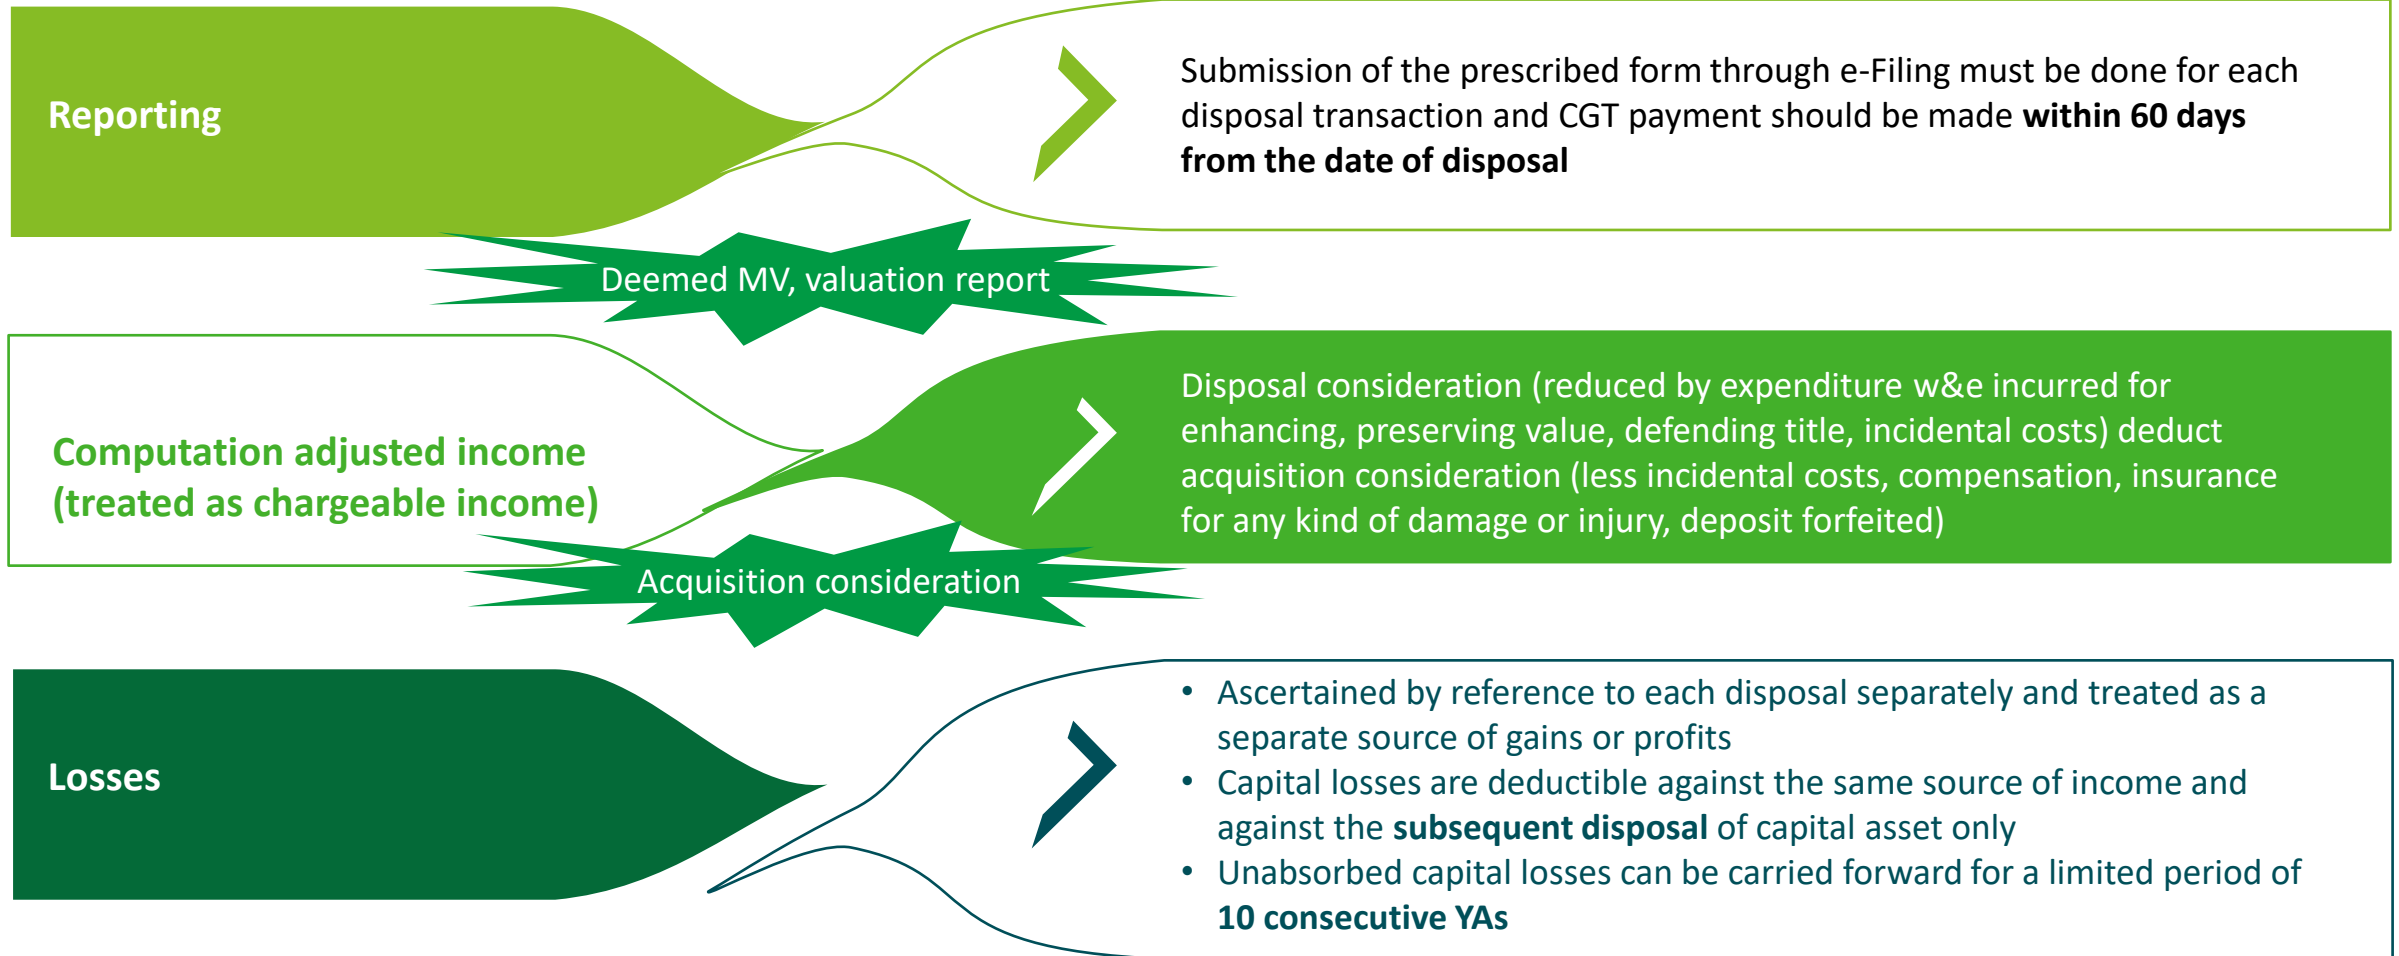 Reporting
Submission of the prescribed form through e-Filing must be done for each
disposal transaction and CGT payment should be made within 60 days
from the date of disposal
Deemed MV, valuation report
Computation adjusted income
(treated as chargeable income)
Disposal consideration (reduced by expenditure w&e incurred for
enhancing, preserving value, defending title, incidental costs) deduct
acquisition consideration (less incidental costs, compensation, insurance
for any kind of damage or injury, deposit forfeited)
Acquisition consideration
Losses
• Ascertained by reference to each disposal separately and treated as a
separate source of gains or profits
• Capital losses are deductible against the same source of income and
against the subsequent disposal of capital asset only
• Unabsorbed capital losses can be carried forward for a limited period of
10 consecutive YAs